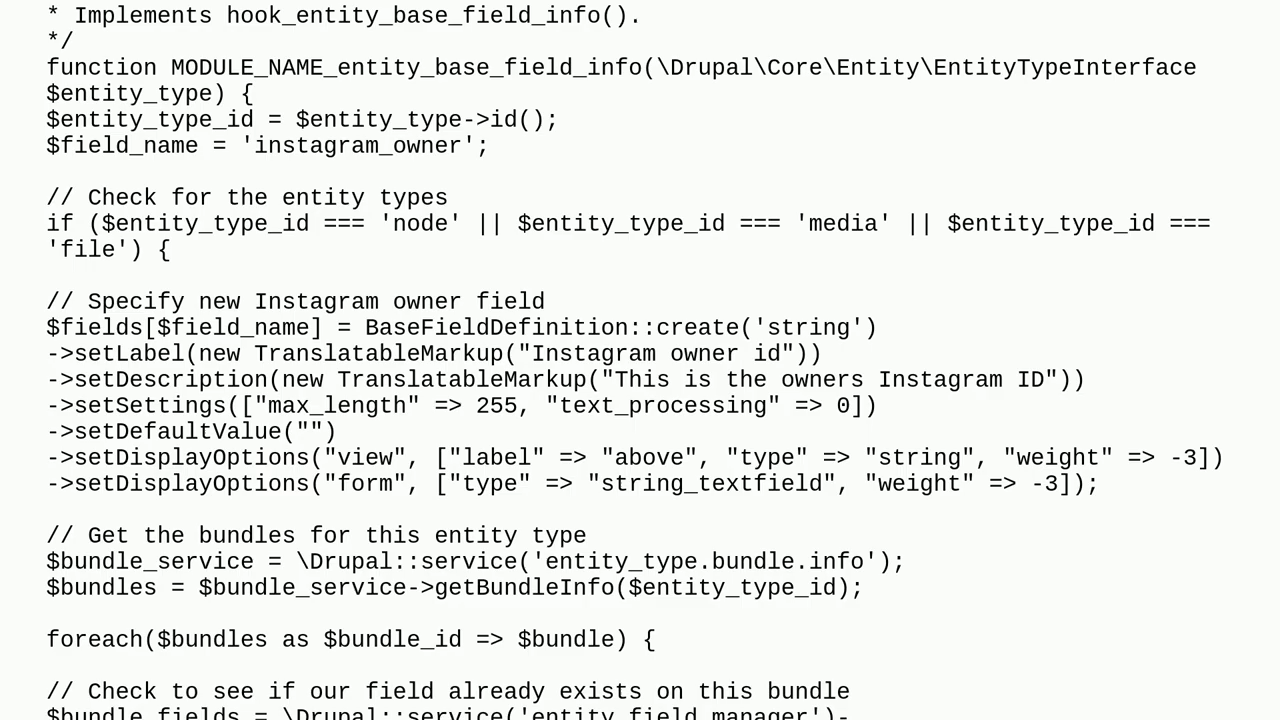 * Implements hook_entity_base_field_info().
*/
function MODULE_NAME_entity_base_field_info(\Drupal\Core\Entity\EntityTypeInterface
$entity_type) {
$entity_type_id = $entity_type->id();
$field_name = 'instagram_owner';
// Check for the entity types
if ($entity_type_id === 'node' || $entity_type_id === 'media' || $entity_type_id ===
'file') {
// Specify new Instagram owner field
$fields[$field_name] = BaseFieldDefinition::create('string')
->setLabel(new TranslatableMarkup("Instagram owner id"))
->setDescription(new TranslatableMarkup("This is the owners Instagram ID"))
->setSettings(["max_length" => 255, "text_processing" => 0])
->setDefaultValue("")
->setDisplayOptions("view", ["label" => "above", "type" => "string", "weight" => -3])
->setDisplayOptions("form", ["type" => "string_textfield", "weight" => -3]);
// Get the bundles for this entity type
$bundle_service = \Drupal::service('entity_type.bundle.info');
$bundles = $bundle_service->getBundleInfo($entity_type_id);
foreach($bundles as $bundle_id => $bundle) {
// Check to see if our field already exists on this bundle
$bundle_fields = \Drupal::service('entity_field.manager')-